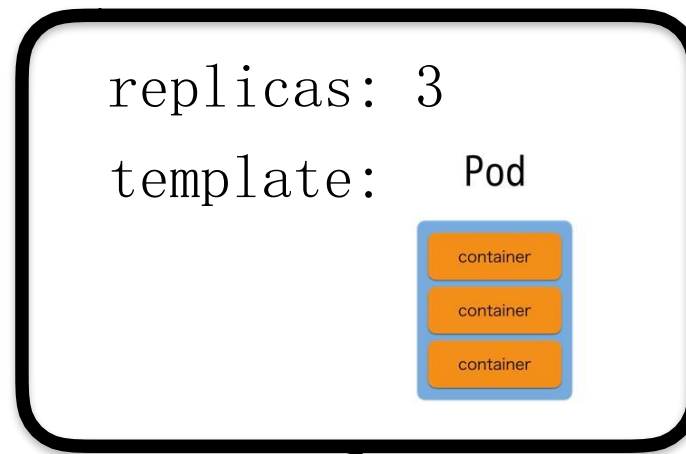 replicas: 3
template:
Pod
container
container
container